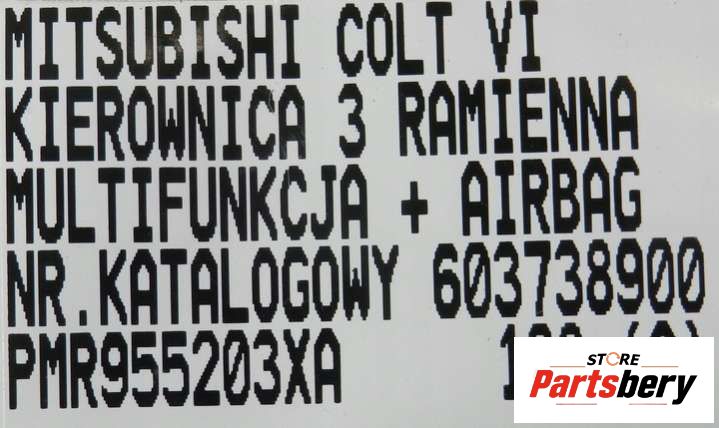 MITSUBISHI COLT VI
KIEROWNICA 3 RAMIENNA
MULTIFUNKCJA + AIRBAG
NR.KATALOGOWY 603738900
PMR955203XA
STORE
Partsbery